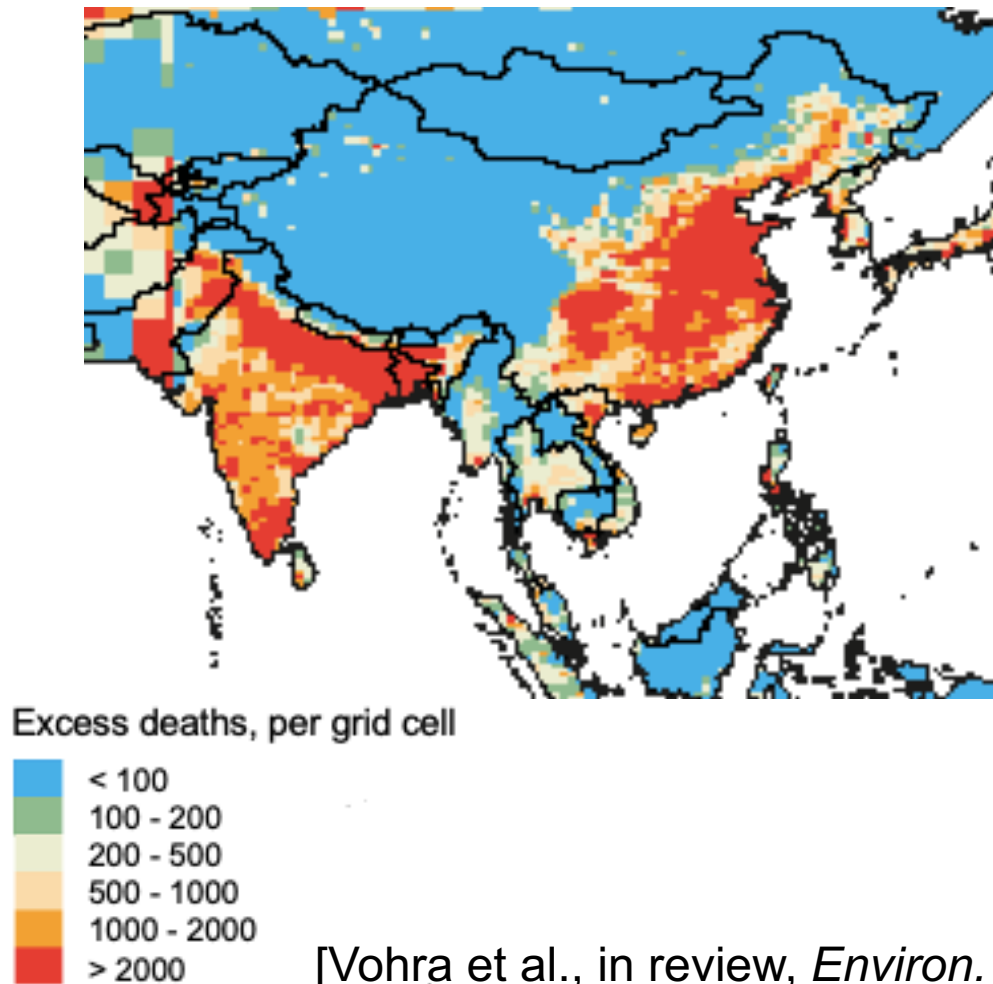 Excess deaths, per grid cell
< 100
100 - 200
200 - 500
500 - 1000
1000 - 2000
> 2000
[Vohra et al., in review, Environ.